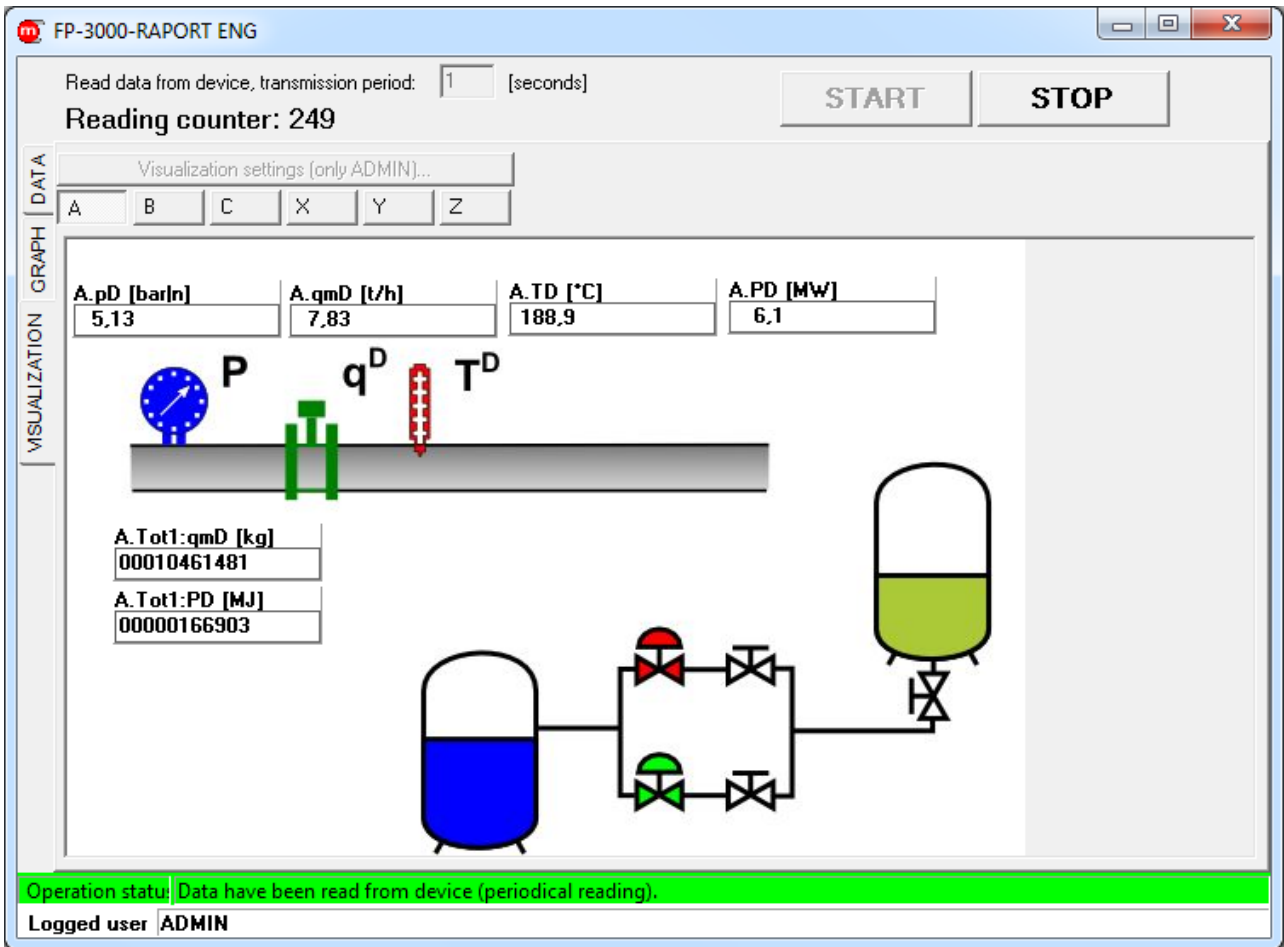 FP-3000-RAPORT ENG
Read data from device, transmission period: 1 [seconds]
START
STOP
Reading counter: 249
DATA
GRAPH
VISUALIZATION
Visualization settings (only ADMIN)...
A B C X Y Z
A.pD [bar|n] A.qmD [t/h] A.TD [°C] A.PD [MW]
5,13 7,83 188,9 6,1
P qD TD
A.Tot1:qmD [kg]
00010461481
A.Tot1:PD [MJ]
00000166903
Operation status Data have been read from device (periodical reading).
Logged user ADMIN